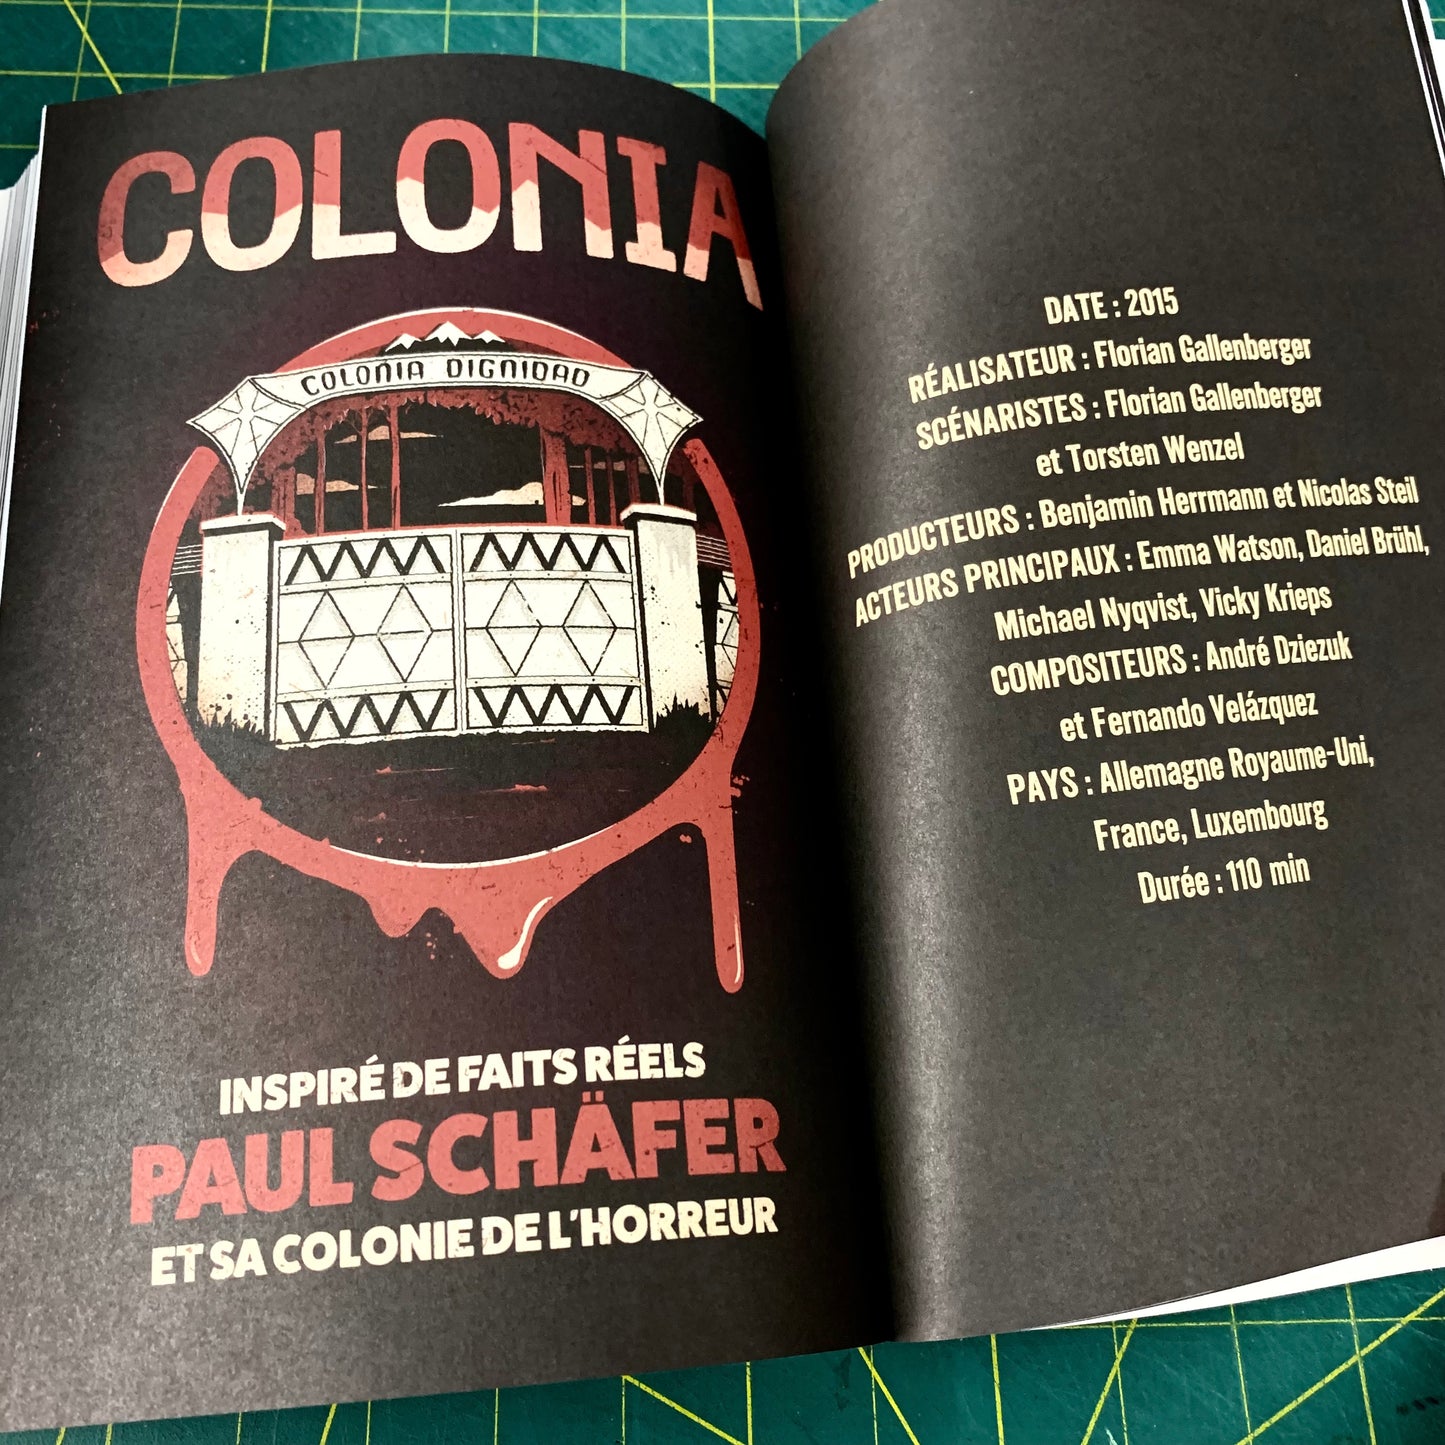 COLONIA
COLONIA DIGNIDAD
INSPIRÉ DE FAITS RÉELS
PAUL SCHÄFER
ET SA COLONIE DE L'HORREUR
DATE : 2015
RÉALISATEUR : Florian Gallenberger
SCÉNARISTES : Florian Gallenberger
et Torsten Wenzel
PRODUCTEURS : Benjamin Herrmann et Nicolas Steil
ACTEURS PRINCIPAUX : Emma Watson, Daniel Brühl,
Michael Nyqvist, Vicky Krieps
COMPOSITEURS : André Dziezuk
et Fernando Velázquez
PAYS : Allemagne Royaume-Uni,
France, Luxembourg
Durée : 110 min